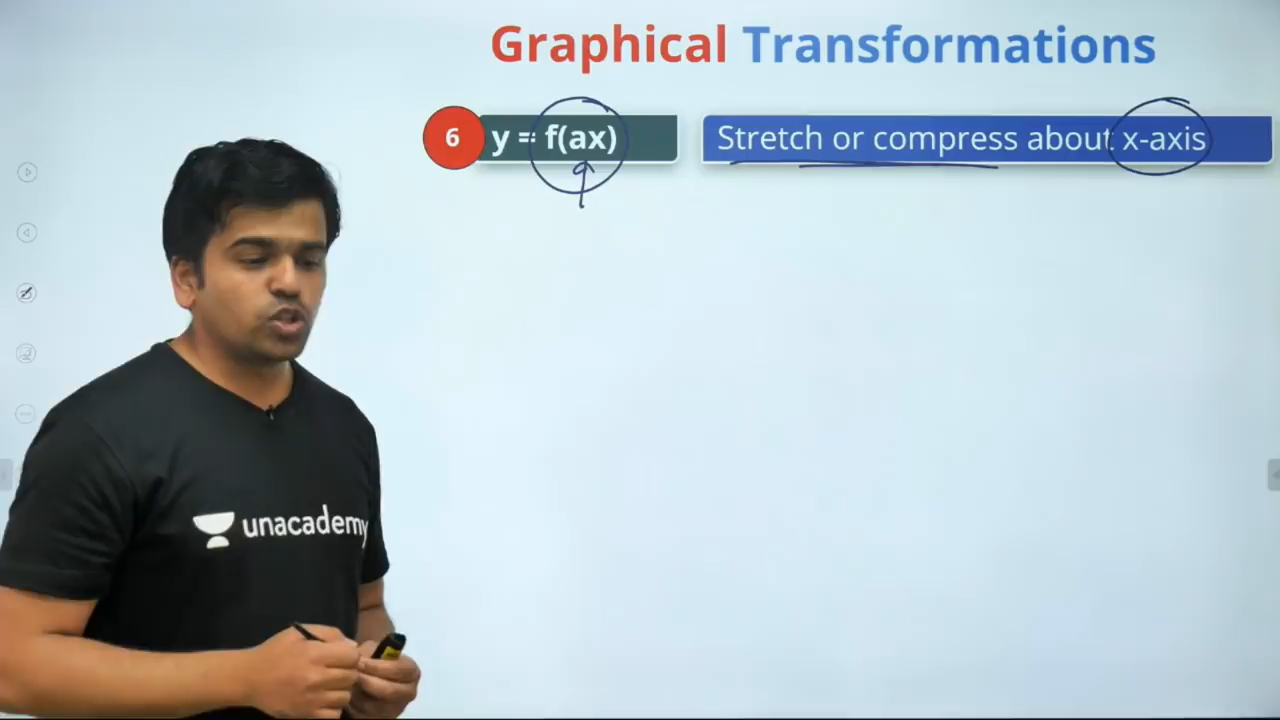 Graphical Transformations
6 y = f(ax) Stretch or compress about x-axis
unacademy